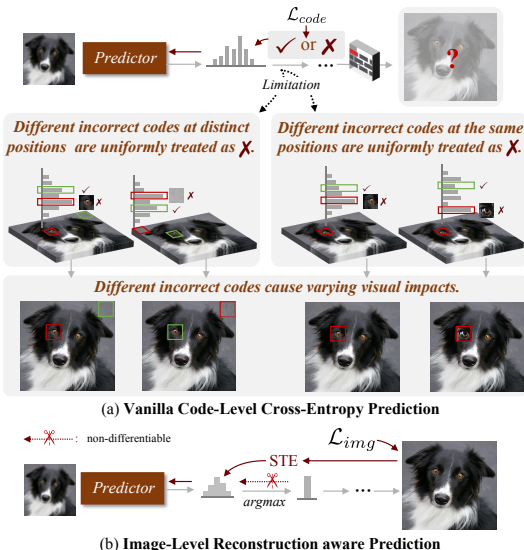 ℒcode
Predictor
✓ or ✗
...
?
Limitation
Different incorrect codes at distinct
positions are uniformly treated as ✗.
Different incorrect codes at the same
positions are uniformly treated as ✗.
Different incorrect codes cause varying visual impacts.
(a) Vanilla Code-Level Cross-Entropy Prediction
: non-differentiable
ℒimg
STE
Predictor
argmax
...
(b) Image-Level Reconstruction aware Prediction